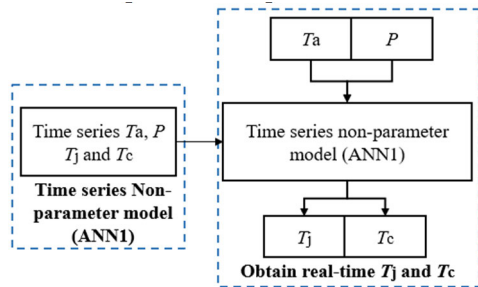 Ta P
Time series Ta, P
Tj and Tc
Time series Non-
parameter model
(ANN1)
Time series non-parameter
model (ANN1)
Tj Tc
Obtain real-time Tj and Tc